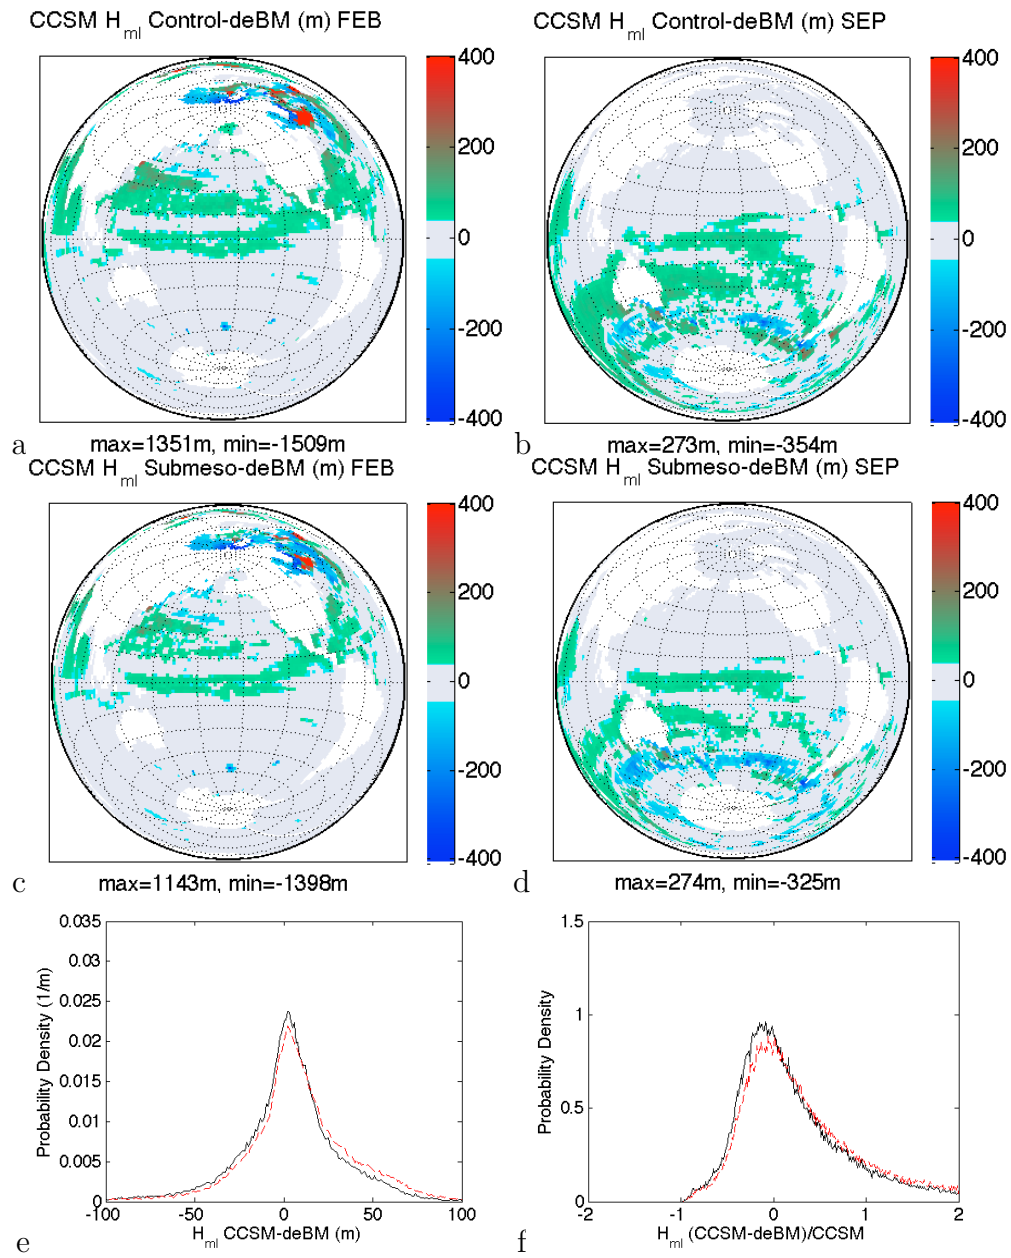 CCSM H_ml Control-deBM (m) FEB
CCSM H_ml Control-deBM (m) SEP
400
200
0
-200
-400
400
200
0
-200
-400
a
max=1351m, min=-1509m
b
max=273m, min=-354m
CCSM H_ml Submeso-deBM (m) FEB
CCSM H_ml Submeso-deBM (m) SEP
400
200
0
-200
-400
400
200
0
-200
-400
c
max=1143m, min=-1398m
d
max=274m, min=-325m
0.035
0.03
0.025
0.02
0.015
0.01
0.005
0
Probability Density (1/m)
-100
-50
0
50
100
e
H_ml CCSM-deBM (m)
1.5
1
0.5
0
Probability Density
-2
-1
0
1
2
f
H_ml (CCSM-deBM)/CCSM